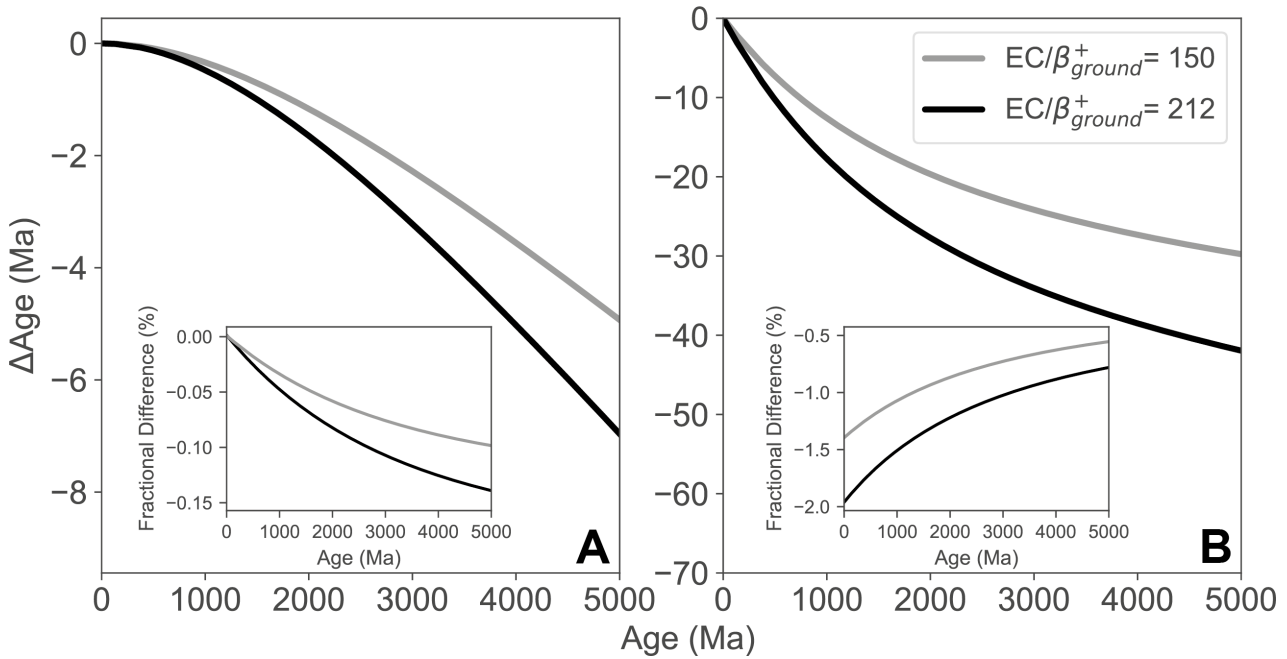 0
−2
−4
−6
−8
ΔAge (Ma)
0 1000 2000 3000 4000 5000
0.00
−0.05
−0.10
−0.15
Fractional Difference (%)
0 1000 2000 3000 4000 5000
Age (Ma)
A
0
−10
−20
−30
−40
−50
−60
−70
EC/β⁺ground= 150
EC/β⁺ground= 212
−0.5
−1.0
−1.5
−2.0
Fractional Difference (%)
0 1000 2000 3000 4000 5000
Age (Ma)
B
0 1000 2000 3000 4000 5000
Age (Ma)